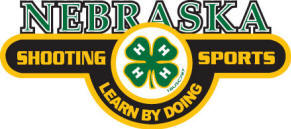 NEBRASKA
SHOOTING SPORTS
H H
H H
LEARN BY DOING